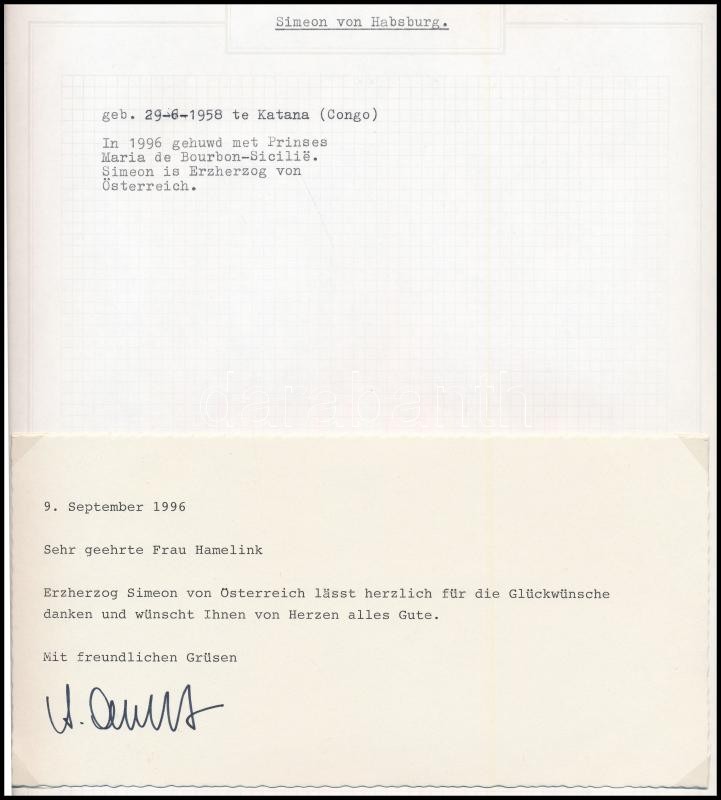 Simeon von Habsburg.
geb. 29-6-1958 te Katana (Congo)
In 1996 gehuwd met Prinses
Maria de Bourbon-Sicilië.
Simeon is Erzherzog von
Österreich.
darabanth
9. September 1996
Sehr geehrte Frau Hamelink
Erzherzog Simeon von Österreich lässt herzlich für die Glückwünsche
danken und wünscht Ihnen von Herzen alles Gute.
Mit freundlichen Grüsen